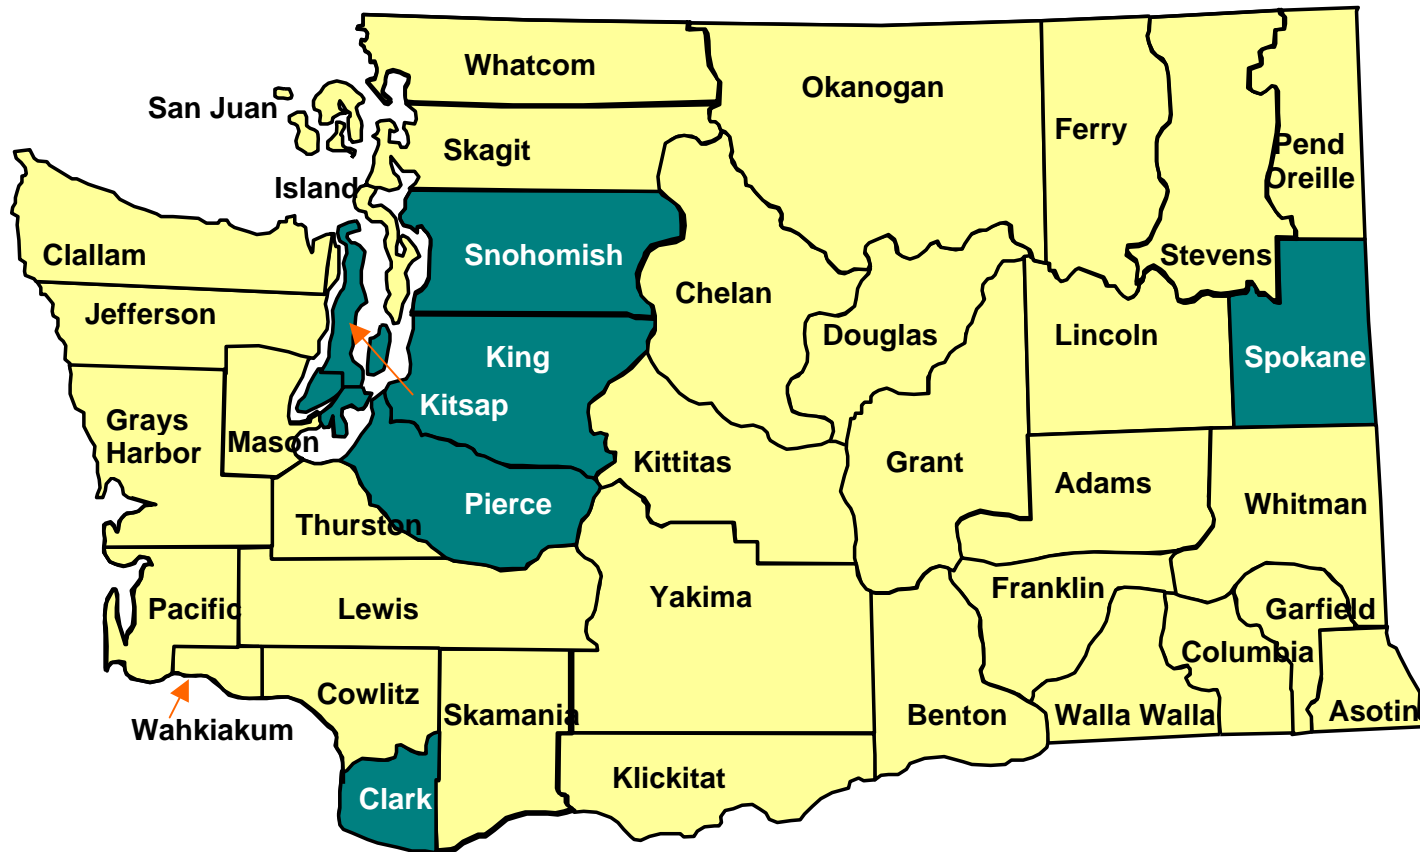 Whatcom
Okanogan
San Juan
Ferry
Pend
Oreille
Skagit
Island
Clallam
Snohomish
Stevens
Chelan
Jefferson
Douglas
Lincoln
King
Spokane
Kitsap
Grays
Harbor
Mason
Kittitas
Grant
Adams
Pierce
Whitman
Thurston
Franklin
Yakima
Pacific
Lewis
Garfield
Columbia
Cowlitz
Skamania
Benton
Walla Walla
Asotin
Wahkiakum
Klickitat
Clark